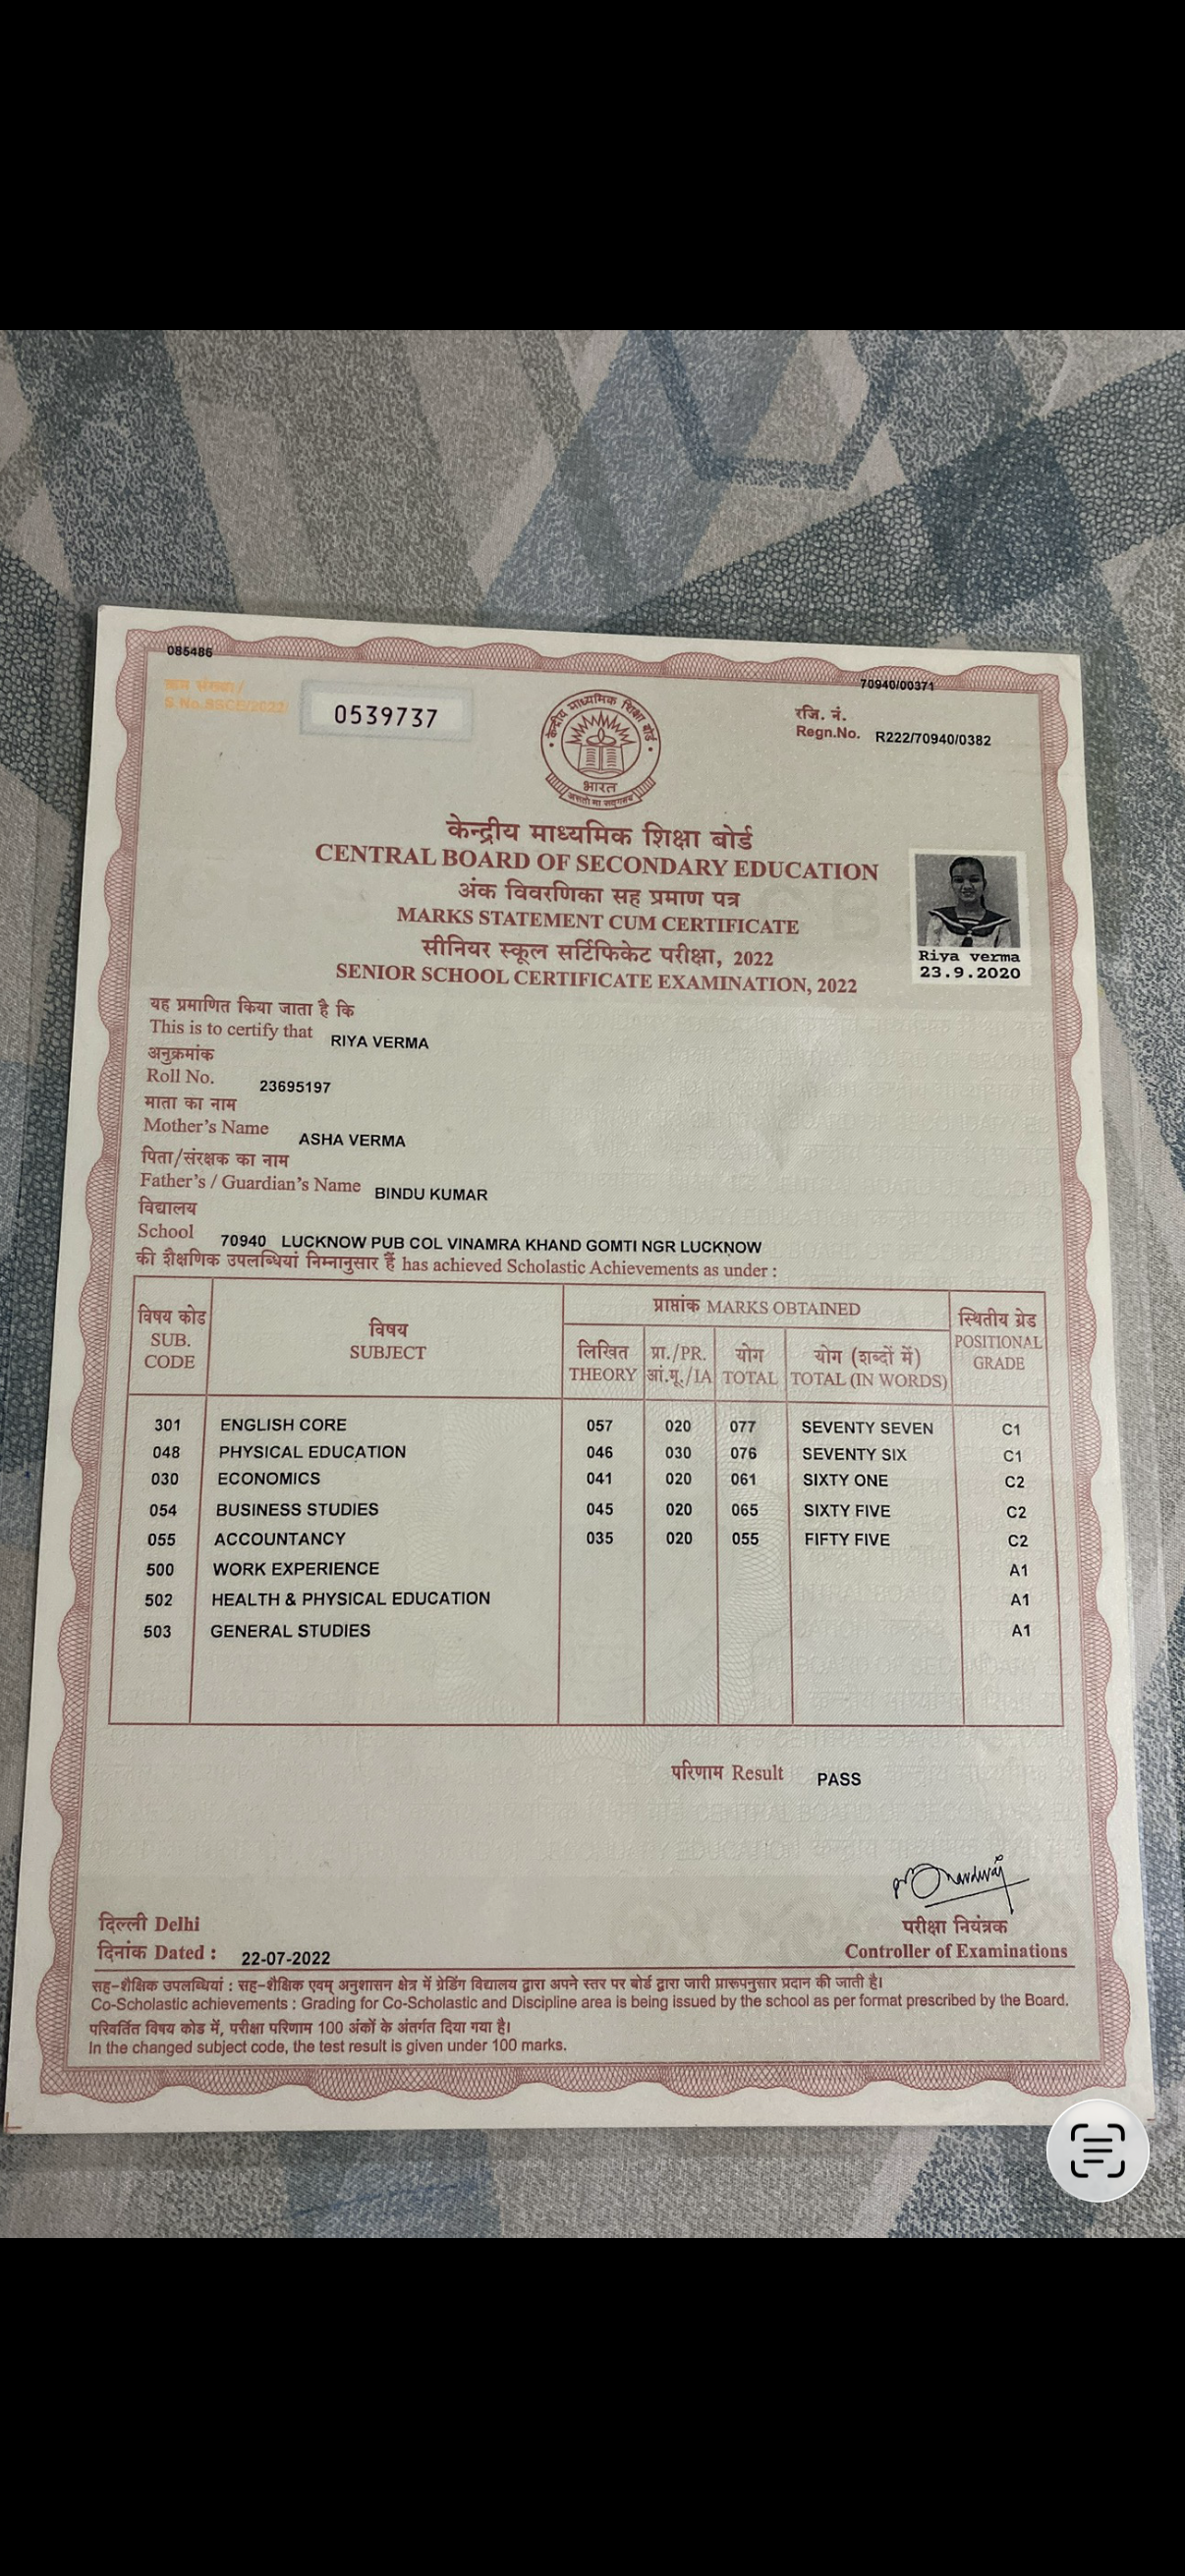 085486
70940/00371
क्रम संख्या/
S.No.SSCE/2022/
0539737
रजि. नं.
Regn.No. R222/70940/0382
केन्द्रीय माध्यमिक शिक्षा बोर्ड
भारत
असतो मा सद्गमय
केन्द्रीय माध्यमिक शिक्षा बोर्ड
CENTRAL BOARD OF SECONDARY EDUCATION
अंक विवरणिका सह प्रमाण पत्र
MARKS STATEMENT CUM CERTIFICATE
सीनियर स्कूल सर्टिफिकेट परीक्षा, 2022
SENIOR SCHOOL CERTIFICATE EXAMINATION, 2022
Riya verma
23.9.2020
यह प्रमाणित किया जाता है कि
This is to certify that RIYA VERMA
अनुक्रमांक
Roll No. 23695197
माता का नाम
Mother's Name ASHA VERMA
पिता/संरक्षक का नाम
Father's / Guardian's Name BINDU KUMAR
विद्यालय
School 70940 LUCKNOW PUB COL VINAMRA KHAND GOMTI NGR LUCKNOW
की शैक्षणिक उपलब्धियां निम्नानुसार हैं has achieved Scholastic Achievements as under :
विषय कोड
SUB.
CODE
विषय
SUBJECT
प्राप्तांक MARKS OBTAINED
लिखित
THEORY
प्रा./PR.
आं.मू./IA
योग
TOTAL
योग (शब्दों में)
TOTAL (IN WORDS)
स्थितीय ग्रेड
POSITIONAL
GRADE
301 ENGLISH CORE 057 020 077 SEVENTY SEVEN C1
048 PHYSICAL EDUCATION 046 030 076 SEVENTY SIX C1
030 ECONOMICS 041 020 061 SIXTY ONE C2
054 BUSINESS STUDIES 045 020 065 SIXTY FIVE C2
055 ACCOUNTANCY 035 020 055 FIFTY FIVE C2
500 WORK EXPERIENCE A1
502 HEALTH & PHYSICAL EDUCATION A1
503 GENERAL STUDIES A1
परिणाम Result PASS
दिल्ली Delhi
दिनांक Dated : 22-07-2022
परीक्षा नियंत्रक
Controller of Examinations
सह-शैक्षिक उपलब्धियां : सह-शैक्षिक एवम् अनुशासन क्षेत्र में ग्रेडिंग विद्यालय द्वारा अपने स्तर पर बोर्ड द्वारा जारी प्रारूपनुसार प्रदान की जाती है।
Co-Scholastic achievements : Grading for Co-Scholastic and Discipline area is being issued by the school as per format prescribed by the Board.
परिवर्तित विषय कोड में, परीक्षा परिणाम 100 अंकों के अंतर्गत दिया गया है।
In the changed subject code, the test result is given under 100 marks.